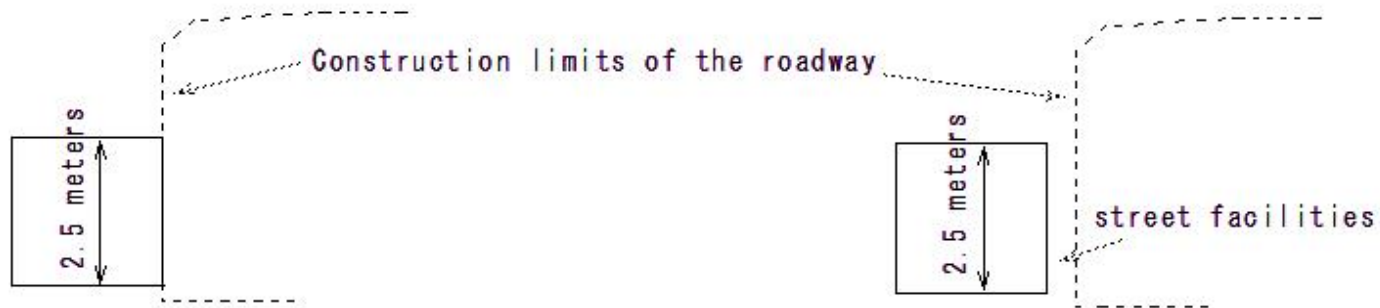 Construction limits of the roadway
2.5 meters
2.5 meters
street facilities